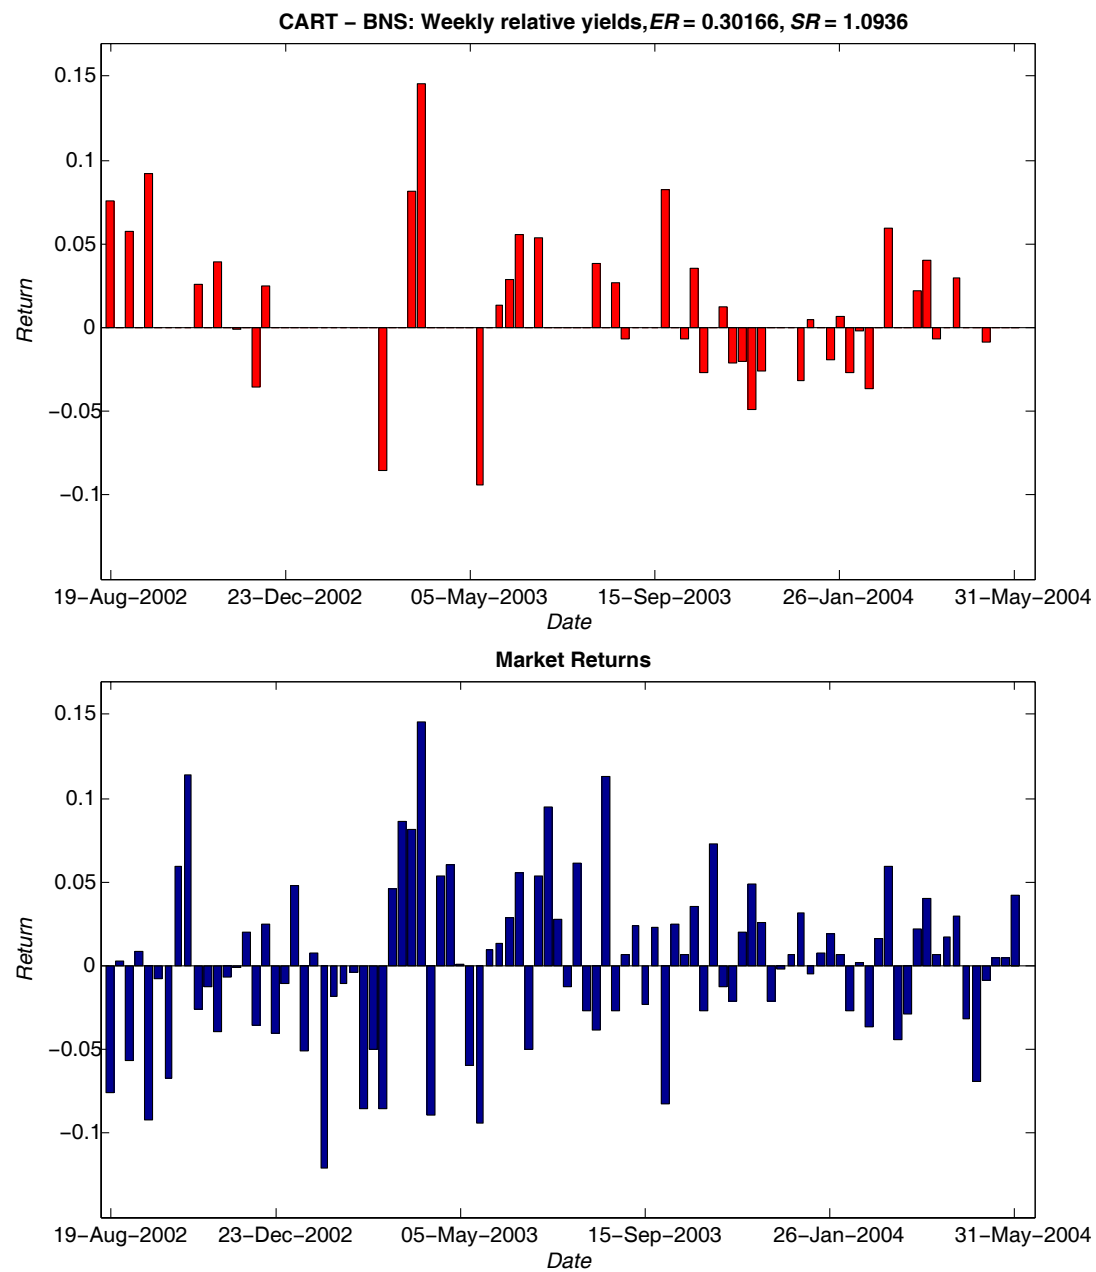 CART − BNS: Weekly relative yields,ER = 0.30166, SR = 1.0936
0.15
0.1
0.05
0
−0.05
−0.1
Return
19−Aug−2002 23−Dec−2002 05−May−2003 15−Sep−2003 26−Jan−2004 31−May−2004
Date
Market Returns
0.15
0.1
0.05
0
−0.05
−0.1
Return
19−Aug−2002 23−Dec−2002 05−May−2003 15−Sep−2003 26−Jan−2004 31−May−2004
Date